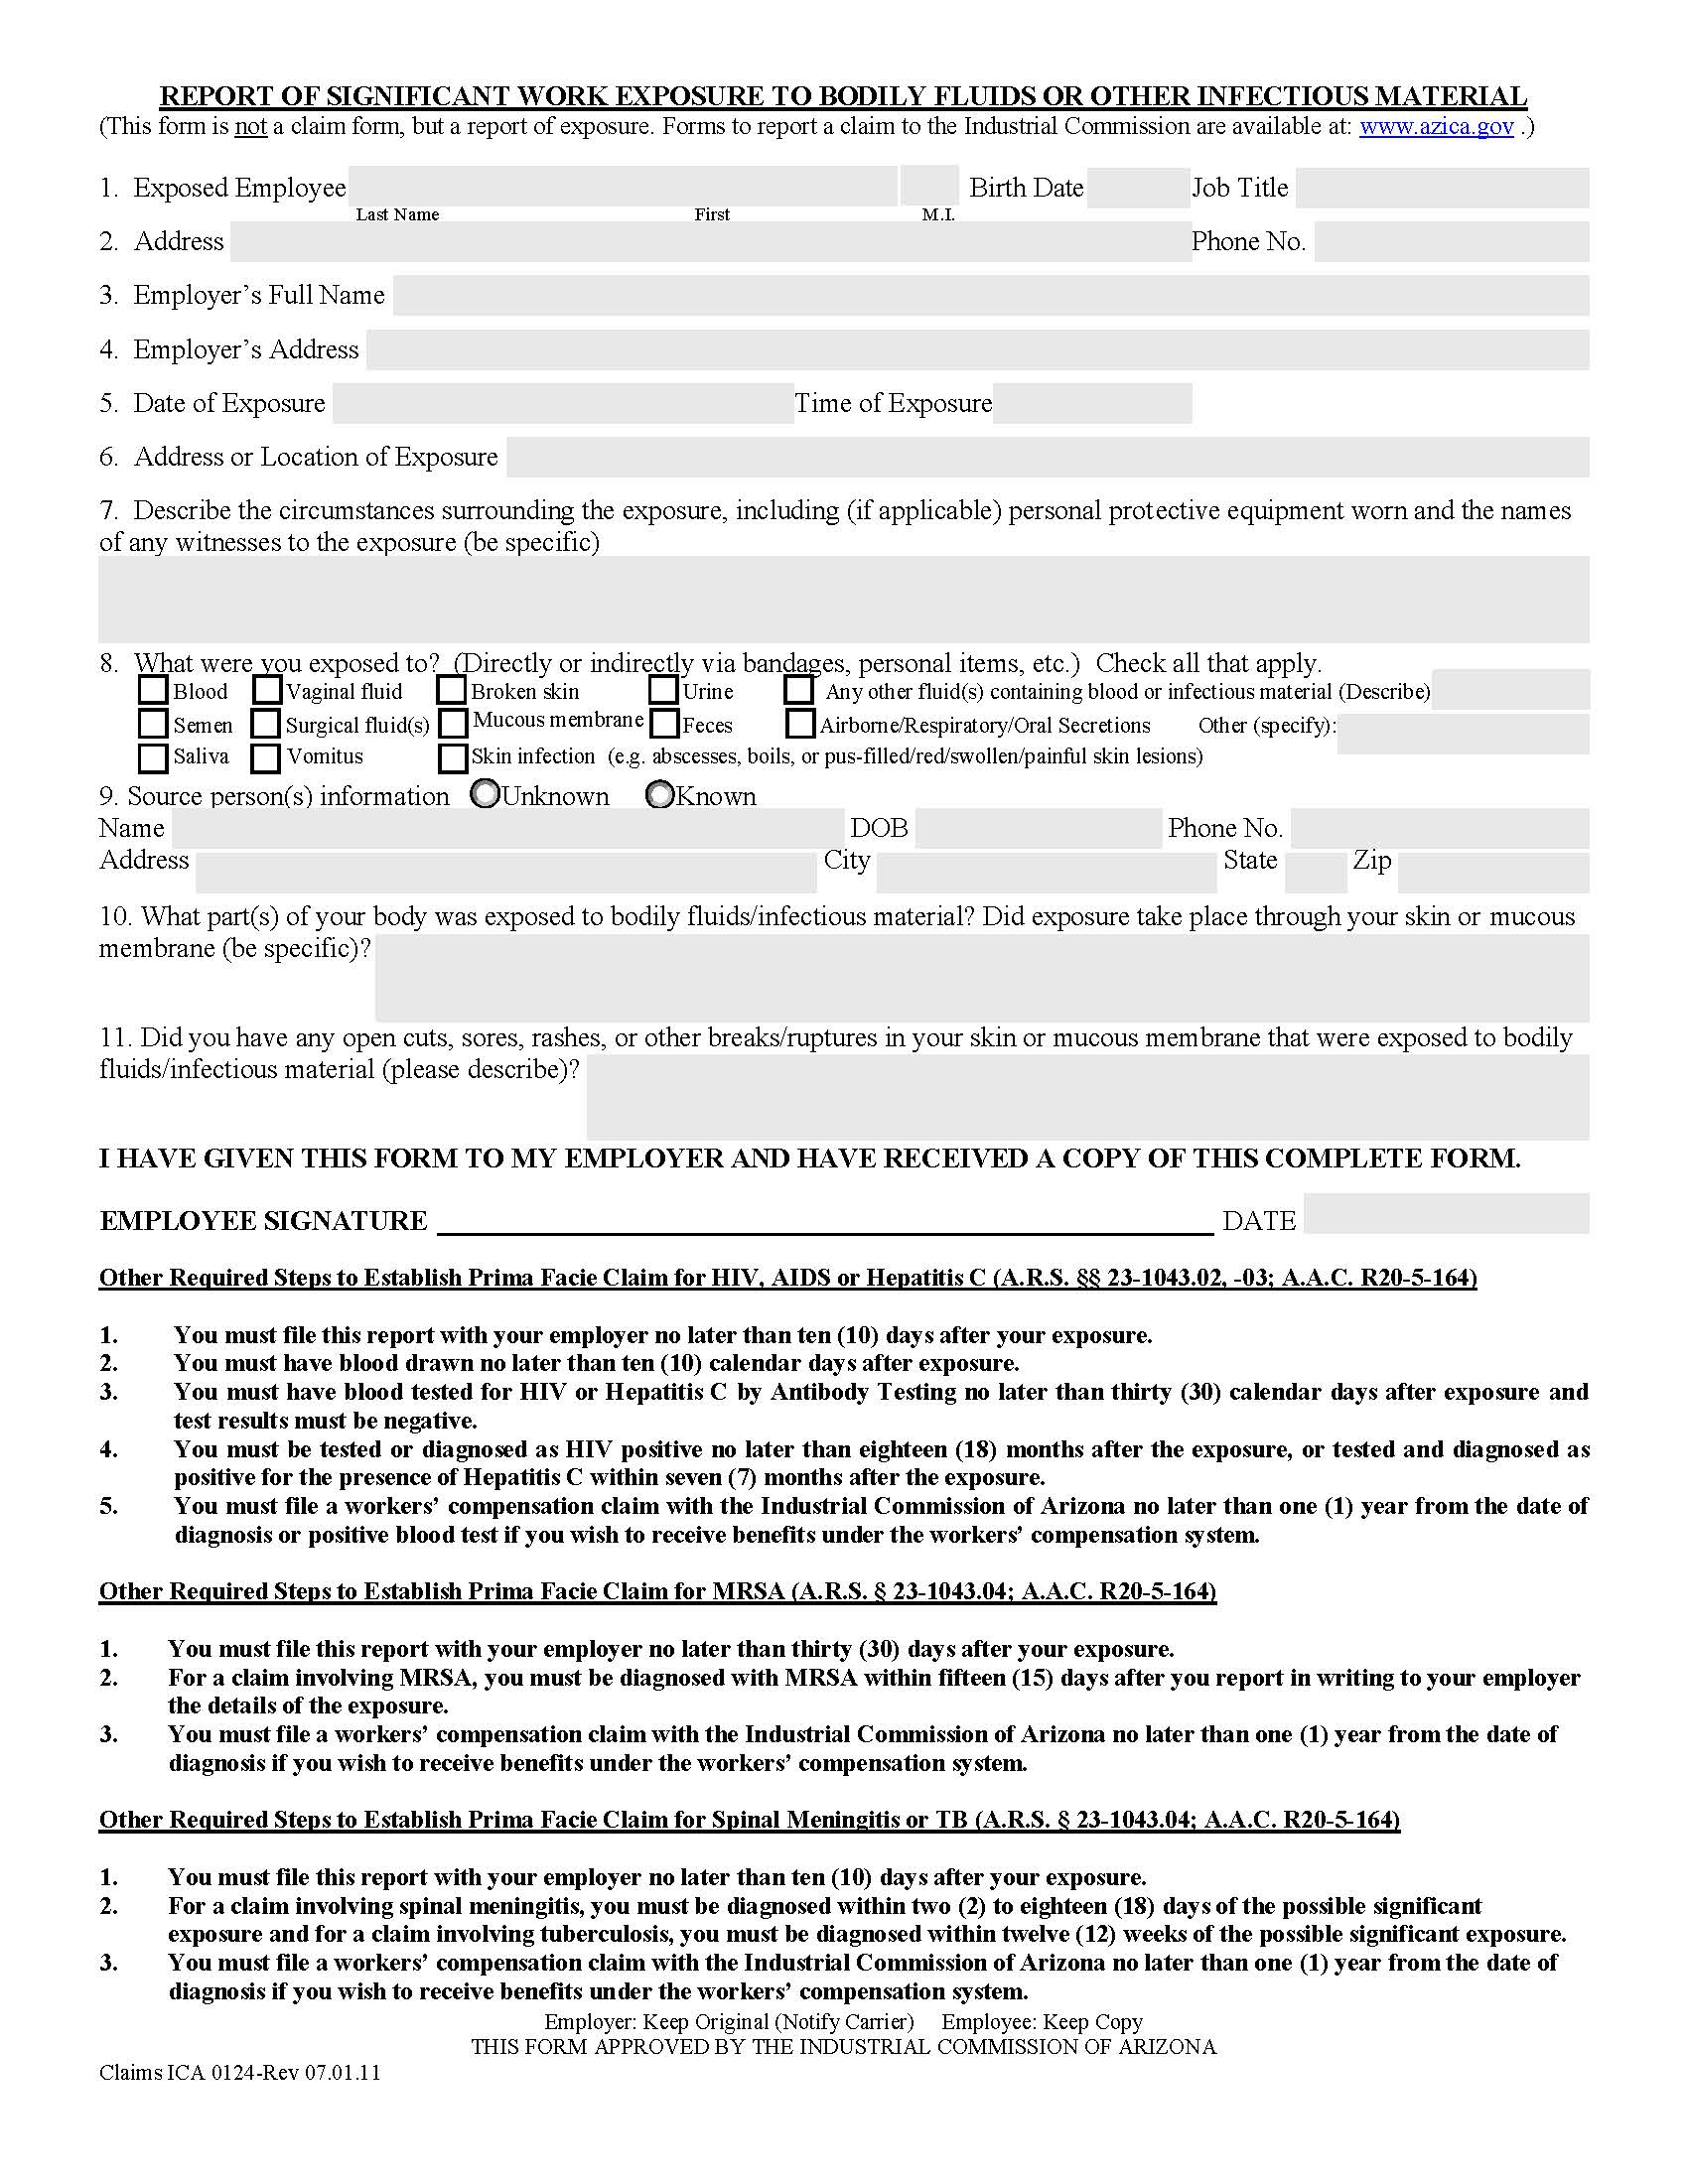 REPORT OF SIGNIFICANT WORK EXPOSURE TO BODILY FLUIDS OR OTHER INFECTIOUS MATERIAL
(This form is not a claim form, but a report of exposure. Forms to report a claim to the Industrial Commission are available at: www.azica.gov .)
1. Exposed Employee Birth Date Job Title
Last Name First M.I.
2. Address Phone No.
3. Employer’s Full Name
4. Employer’s Address
5. Date of Exposure Time of Exposure
6. Address or Location of Exposure
7. Describe the circumstances surrounding the exposure, including (if applicable) personal protective equipment worn and the names
of any witnesses to the exposure (be specific)
8. What were you exposed to? (Directly or indirectly via bandages, personal items, etc.) Check all that apply.
Blood Vaginal fluid Broken skin Urine Any other fluid(s) containing blood or infectious material (Describe)
Semen Surgical fluid(s) Mucous membrane Feces Airborne/Respiratory/Oral Secretions Other (specify):
Saliva Vomitus Skin infection (e.g. abscesses, boils, or pus-filled/red/swollen/painful skin lesions)
9. Source person(s) information Unknown Known
Name DOB Phone No.
Address City State Zip
10. What part(s) of your body was exposed to bodily fluids/infectious material? Did exposure take place through your skin or mucous
membrane (be specific)?
11. Did you have any open cuts, sores, rashes, or other breaks/ruptures in your skin or mucous membrane that were exposed to bodily
fluids/infectious material (please describe)?
I HAVE GIVEN THIS FORM TO MY EMPLOYER AND HAVE RECEIVED A COPY OF THIS COMPLETE FORM.
EMPLOYEE SIGNATURE DATE
Other Required Steps to Establish Prima Facie Claim for HIV, AIDS or Hepatitis C (A.R.S. §§ 23-1043.02, -03; A.A.C. R20-5-164)
1. You must file this report with your employer no later than ten (10) days after your exposure.
2. You must have blood drawn no later than ten (10) calendar days after exposure.
3. You must have blood tested for HIV or Hepatitis C by Antibody Testing no later than thirty (30) calendar days after exposure and
test results must be negative.
4. You must be tested or diagnosed as HIV positive no later than eighteen (18) months after the exposure, or tested and diagnosed as
positive for the presence of Hepatitis C within seven (7) months after the exposure.
5. You must file a workers’ compensation claim with the Industrial Commission of Arizona no later than one (1) year from the date of
diagnosis or positive blood test if you wish to receive benefits under the workers’ compensation system.
Other Required Steps to Establish Prima Facie Claim for MRSA (A.R.S. § 23-1043.04; A.A.C. R20-5-164)
1. You must file this report with your employer no later than thirty (30) days after your exposure.
2. For a claim involving MRSA, you must be diagnosed with MRSA within fifteen (15) days after you report in writing to your employer
the details of the exposure.
3. You must file a workers’ compensation claim with the Industrial Commission of Arizona no later than one (1) year from the date of
diagnosis if you wish to receive benefits under the workers’ compensation system.
Other Required Steps to Establish Prima Facie Claim for Spinal Meningitis or TB (A.R.S. § 23-1043.04; A.A.C. R20-5-164)
1. You must file this report with your employer no later than ten (10) days after your exposure.
2. For a claim involving spinal meningitis, you must be diagnosed within two (2) to eighteen (18) days of the possible significant
exposure and for a claim involving tuberculosis, you must be diagnosed within twelve (12) weeks of the possible significant exposure.
3. You must file a workers’ compensation claim with the Industrial Commission of Arizona no later than one (1) year from the date of
diagnosis if you wish to receive benefits under the workers’ compensation system.
Employer: Keep Original (Notify Carrier) Employee: Keep Copy
THIS FORM APPROVED BY THE INDUSTRIAL COMMISSION OF ARIZONA
Claims ICA 0124-Rev 07.01.11